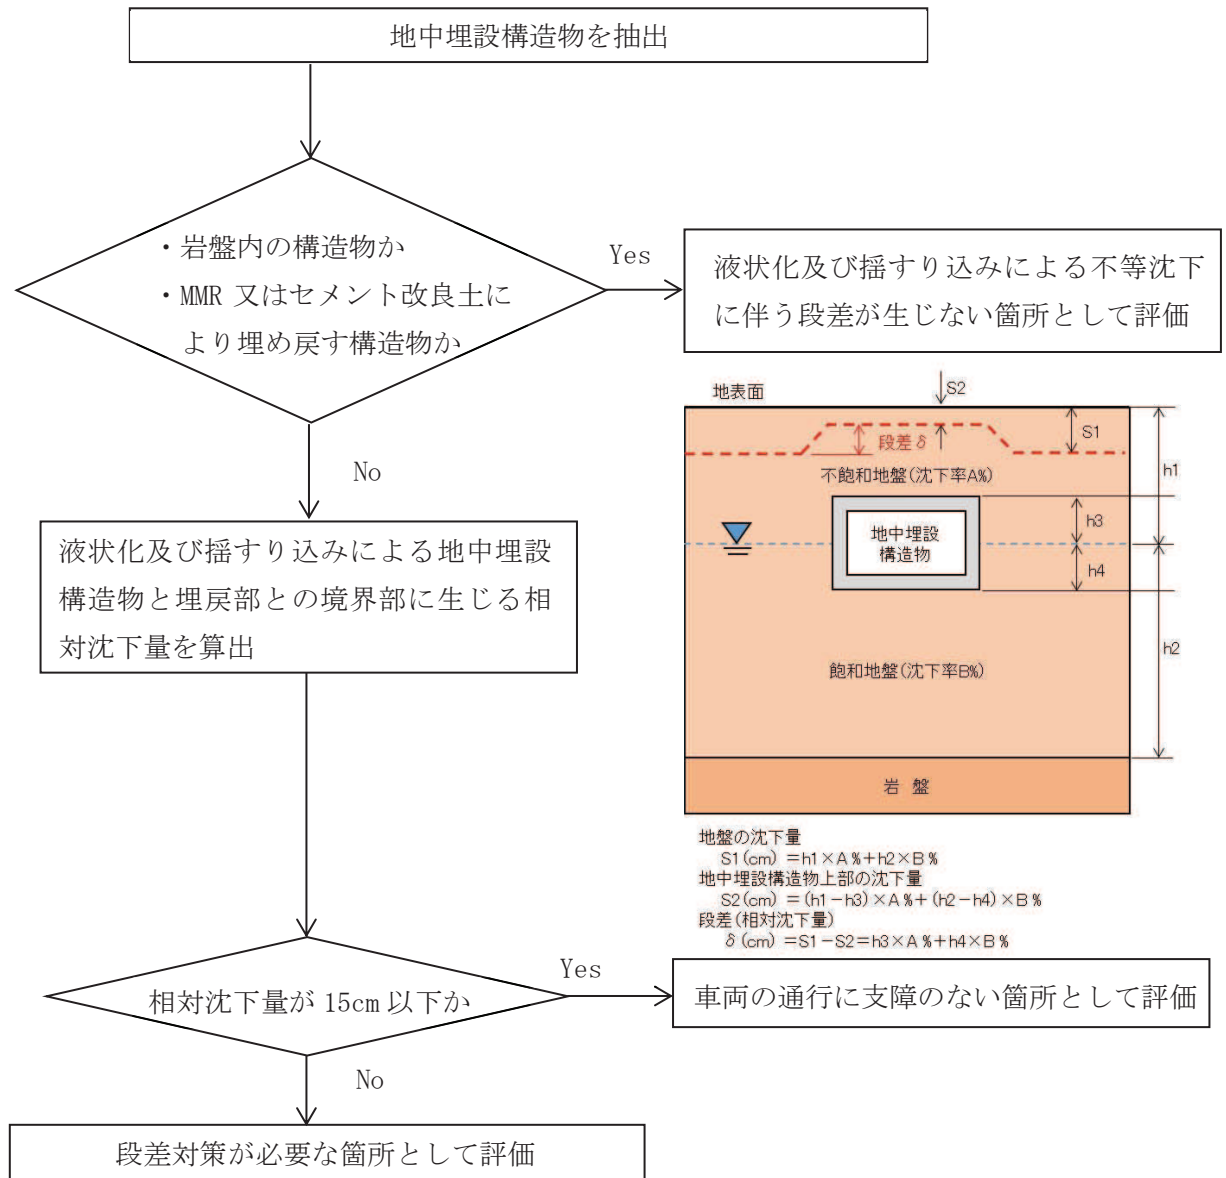 地中埋設構造物を抽出
・岩盤内の構造物か
・MMR 又はセメント改良土に
より埋め戻す構造物か
Yes
液状化及び揺すり込みによる不等沈下
に伴う段差が生じない箇所として評価
No
液状化及び揺すり込みによる地中埋設
構造物と埋戻部との境界部に生じる相
対沈下量を算出
地表面
S2
S1
段差δ
h1
不飽和地盤(沈下率A%)
h3
地中埋設
構造物
h4
h2
飽和地盤(沈下率B%)
岩 盤
地盤の沈下量
S1(cm) =h1×A%+h2×B%
地中埋設構造物上部の沈下量
S2(cm) =(h1-h3)×A%+(h2-h4)×B%
段差(相対沈下量)
δ(cm) =S1-S2=h3×A%+h4×B%
相対沈下量が 15cm 以下か
Yes
車両の通行に支障のない箇所として評価
No
段差対策が必要な箇所として評価